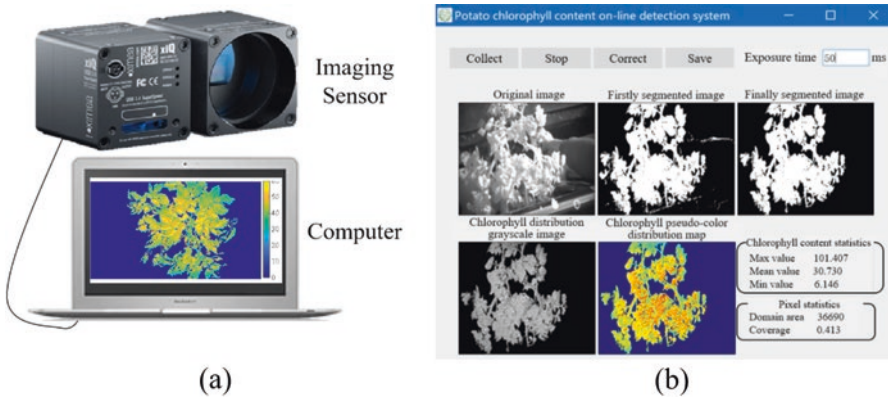 xiQ
Imaging
Sensor
Computer
(a)
Potato chlorophyll content on-line detection system
Collect
Stop
Correct
Save
Exposure time 50 ms
Original image
Firstly segmented image
Finally segmented image
Chlorophyll distribution
grayscale image
Chlorophyll pseudo-color
distribution map
Chlorophyll content statistics
Max value 101.407
Mean value 30.730
Min value 6.146
Pixel statistics
Domain area 36690
Coverage 0.413
(b)